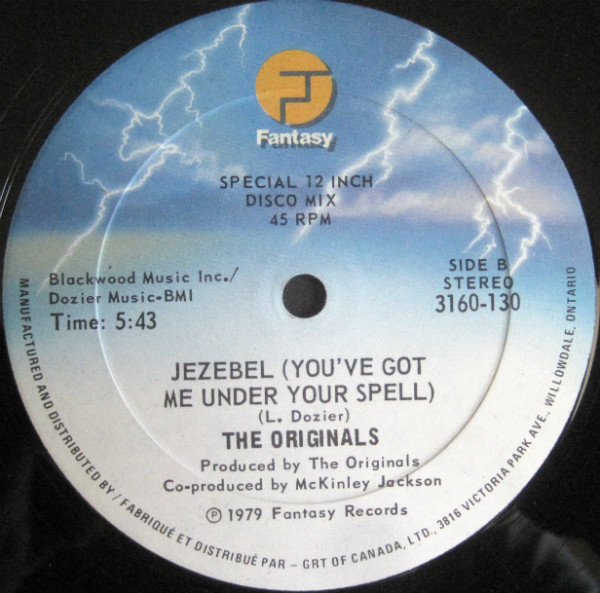 Fantasy
SPECIAL 12 INCH
DISCO MIX
45 RPM
Blackwood Music Inc./
Dozier Music-BMI
Time: 5:43
SIDE B
STEREO
3160-130
JEZEBEL (YOU'VE GOT
ME UNDER YOUR SPELL)
(L. Dozier)
THE ORIGINALS
Produced by The Originals
Co-produced by McKinley Jackson
℗ 1979 Fantasy Records
MANUFACTURED AND DISTRIBUTED BY / FABRIQUÉ ET DISTRIBUÉ PAR – GRT OF CANADA, LTD., 3816 VICTORIA PARK AVE., WILLOWDALE, ONTARIO